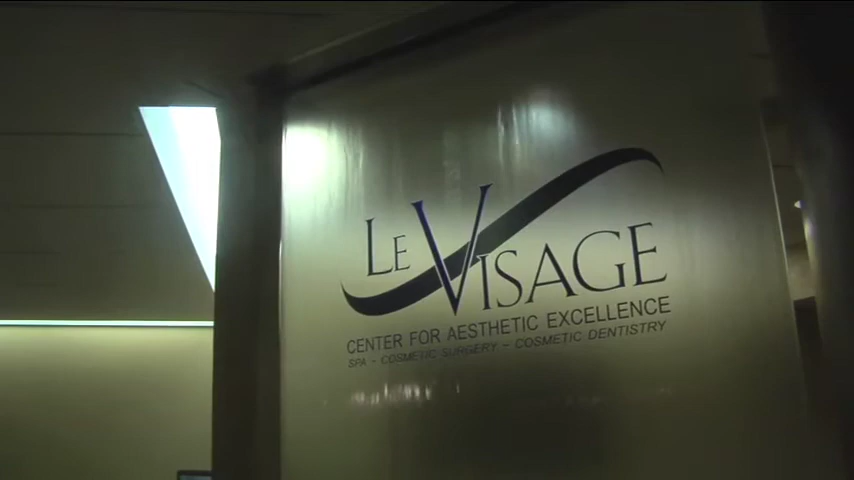 LE VISAGE
CENTER FOR AESTHETIC EXCELLENCE
SPA - COSMETIC SURGERY - COSMETIC DENTISTRY